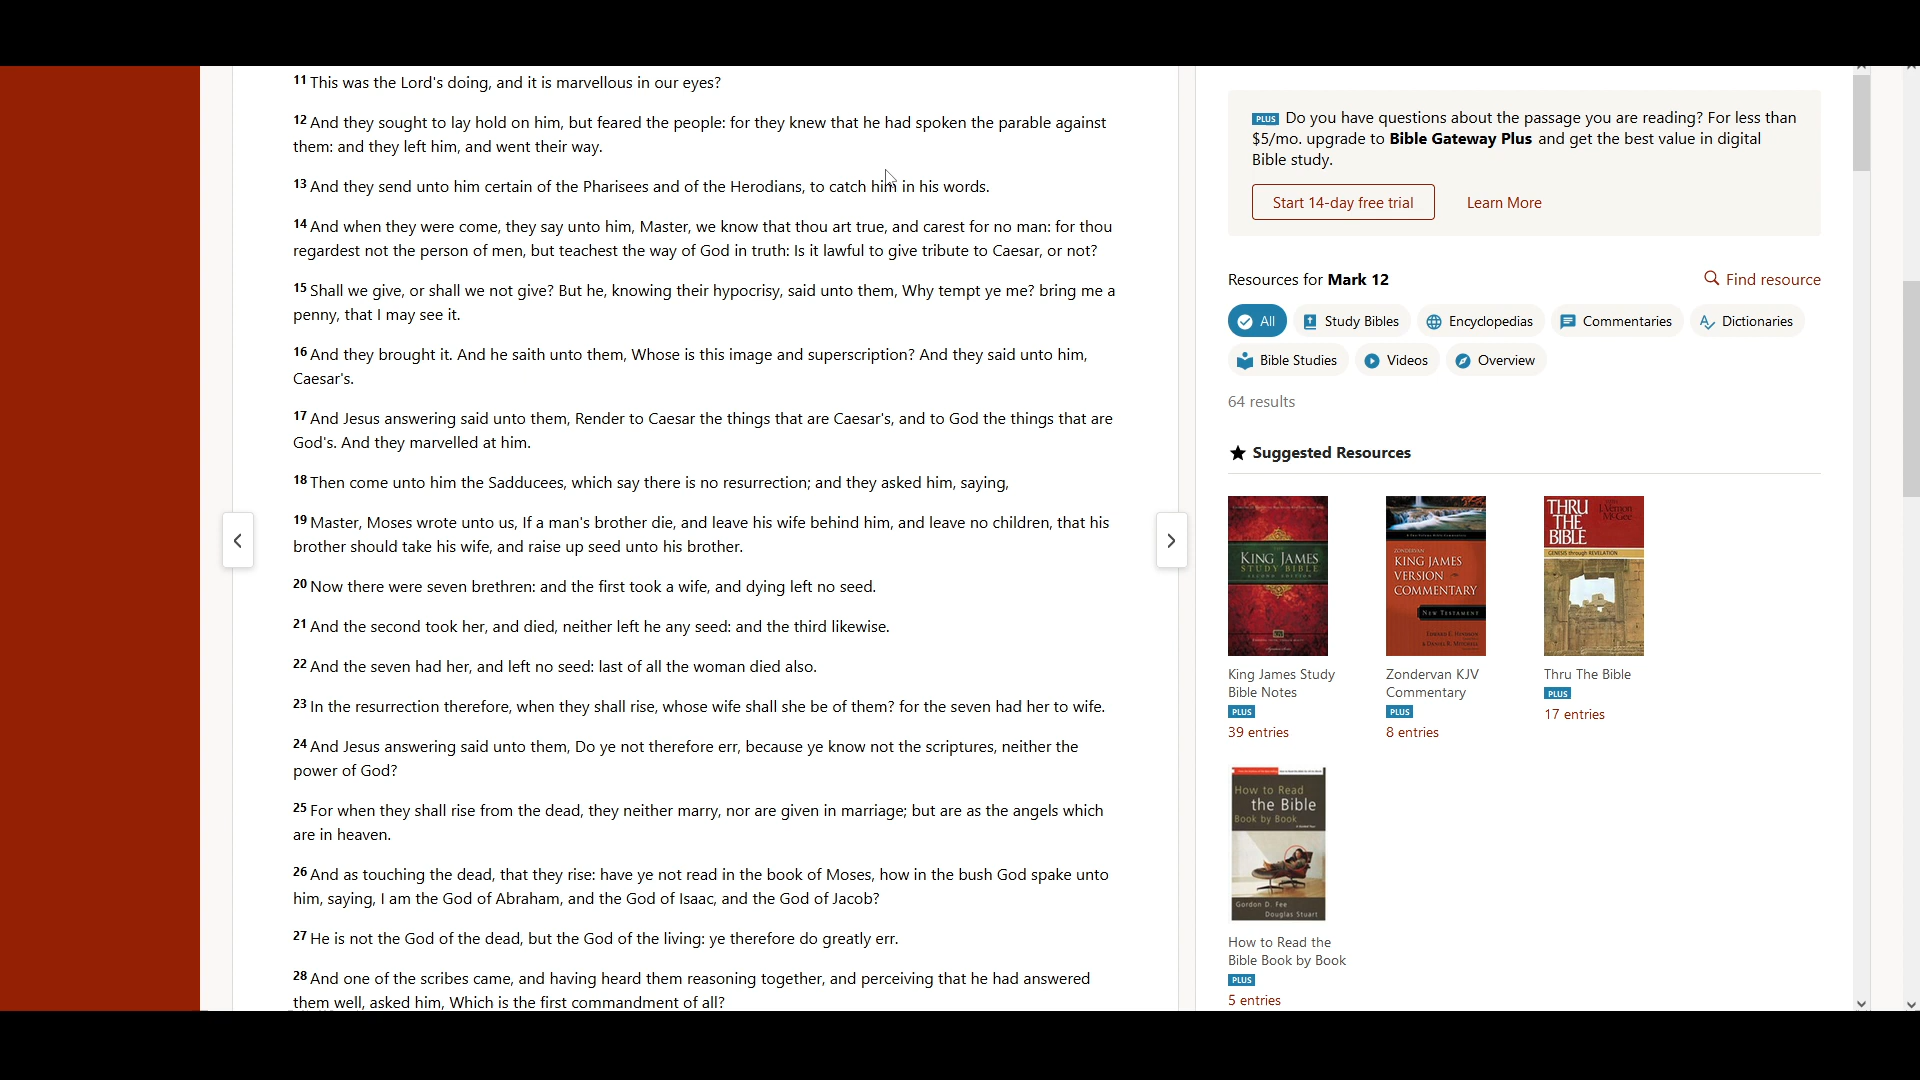 11 This was the Lord's doing, and it is marvellous in our eyes?
12 And they sought to lay hold on him, but feared the people: for they knew that he had spoken the parable against
them: and they left him, and went their way.
13 And they send unto him certain of the Pharisees and of the Herodians, to catch him in his words.
14 And when they were come, they say unto him, Master, we know that thou art true, and carest for no man: for thou
regardest not the person of men, but teachest the way of God in truth: Is it lawful to give tribute to Caesar, or not?
15 Shall we give, or shall we not give? But he, knowing their hypocrisy, said unto them, Why tempt ye me? bring me a
penny, that I may see it.
16 And they brought it. And he saith unto them, Whose is this image and superscription? And they said unto him,
Caesar's.
17 And Jesus answering said unto them, Render to Caesar the things that are Caesar's, and to God the things that are
God's. And they marvelled at him.
18 Then come unto him the Sadducees, which say there is no resurrection; and they asked him, saying,
19 Master, Moses wrote unto us, If a man's brother die, and leave his wife behind him, and leave no children, that his
brother should take his wife, and raise up seed unto his brother.
20 Now there were seven brethren: and the first took a wife, and dying left no seed.
21 And the second took her, and died, neither left he any seed: and the third likewise.
22 And the seven had her, and left no seed: last of all the woman died also.
23 In the resurrection therefore, when they shall rise, whose wife shall she be of them? for the seven had her to wife.
24 And Jesus answering said unto them, Do ye not therefore err, because ye know not the scriptures, neither the
power of God?
25 For when they shall rise from the dead, they neither marry, nor are given in marriage; but are as the angels which
are in heaven.
26 And as touching the dead, that they rise: have ye not read in the book of Moses, how in the bush God spake unto
him, saying, I am the God of Abraham, and the God of Isaac, and the God of Jacob?
27 He is not the God of the dead, but the God of the living: ye therefore do greatly err.
28 And one of the scribes came, and having heard them reasoning together, and perceiving that he had answered
them well, asked him, Which is the first commandment of all?
PLUS Do you have questions about the passage you are reading? For less than
$5/mo. upgrade to Bible Gateway Plus and get the best value in digital
Bible study.
Start 14-day free trial Learn More
Resources for Mark 12 Find resource
All Study Bibles Encyclopedias Commentaries Dictionaries
Bible Studies Videos Overview
64 results
Suggested Resources
KING JAMES
STUDY BIBLE
SECOND EDITION
ZONDERVAN
KING JAMES
VERSION
COMMENTARY
NEW TESTAMENT
THRU
THE
BIBLE
J. Vernon
McGee
GENESIS through REVELATION
King James Study
Bible Notes
PLUS
39 entries
Zondervan KJV
Commentary
PLUS
8 entries
Thru The Bible
PLUS
17 entries
How to Read
the Bible
Book by Book
Gordon D. Fee
Douglas Stuart
How to Read the
Bible Book by Book
PLUS
5 entries